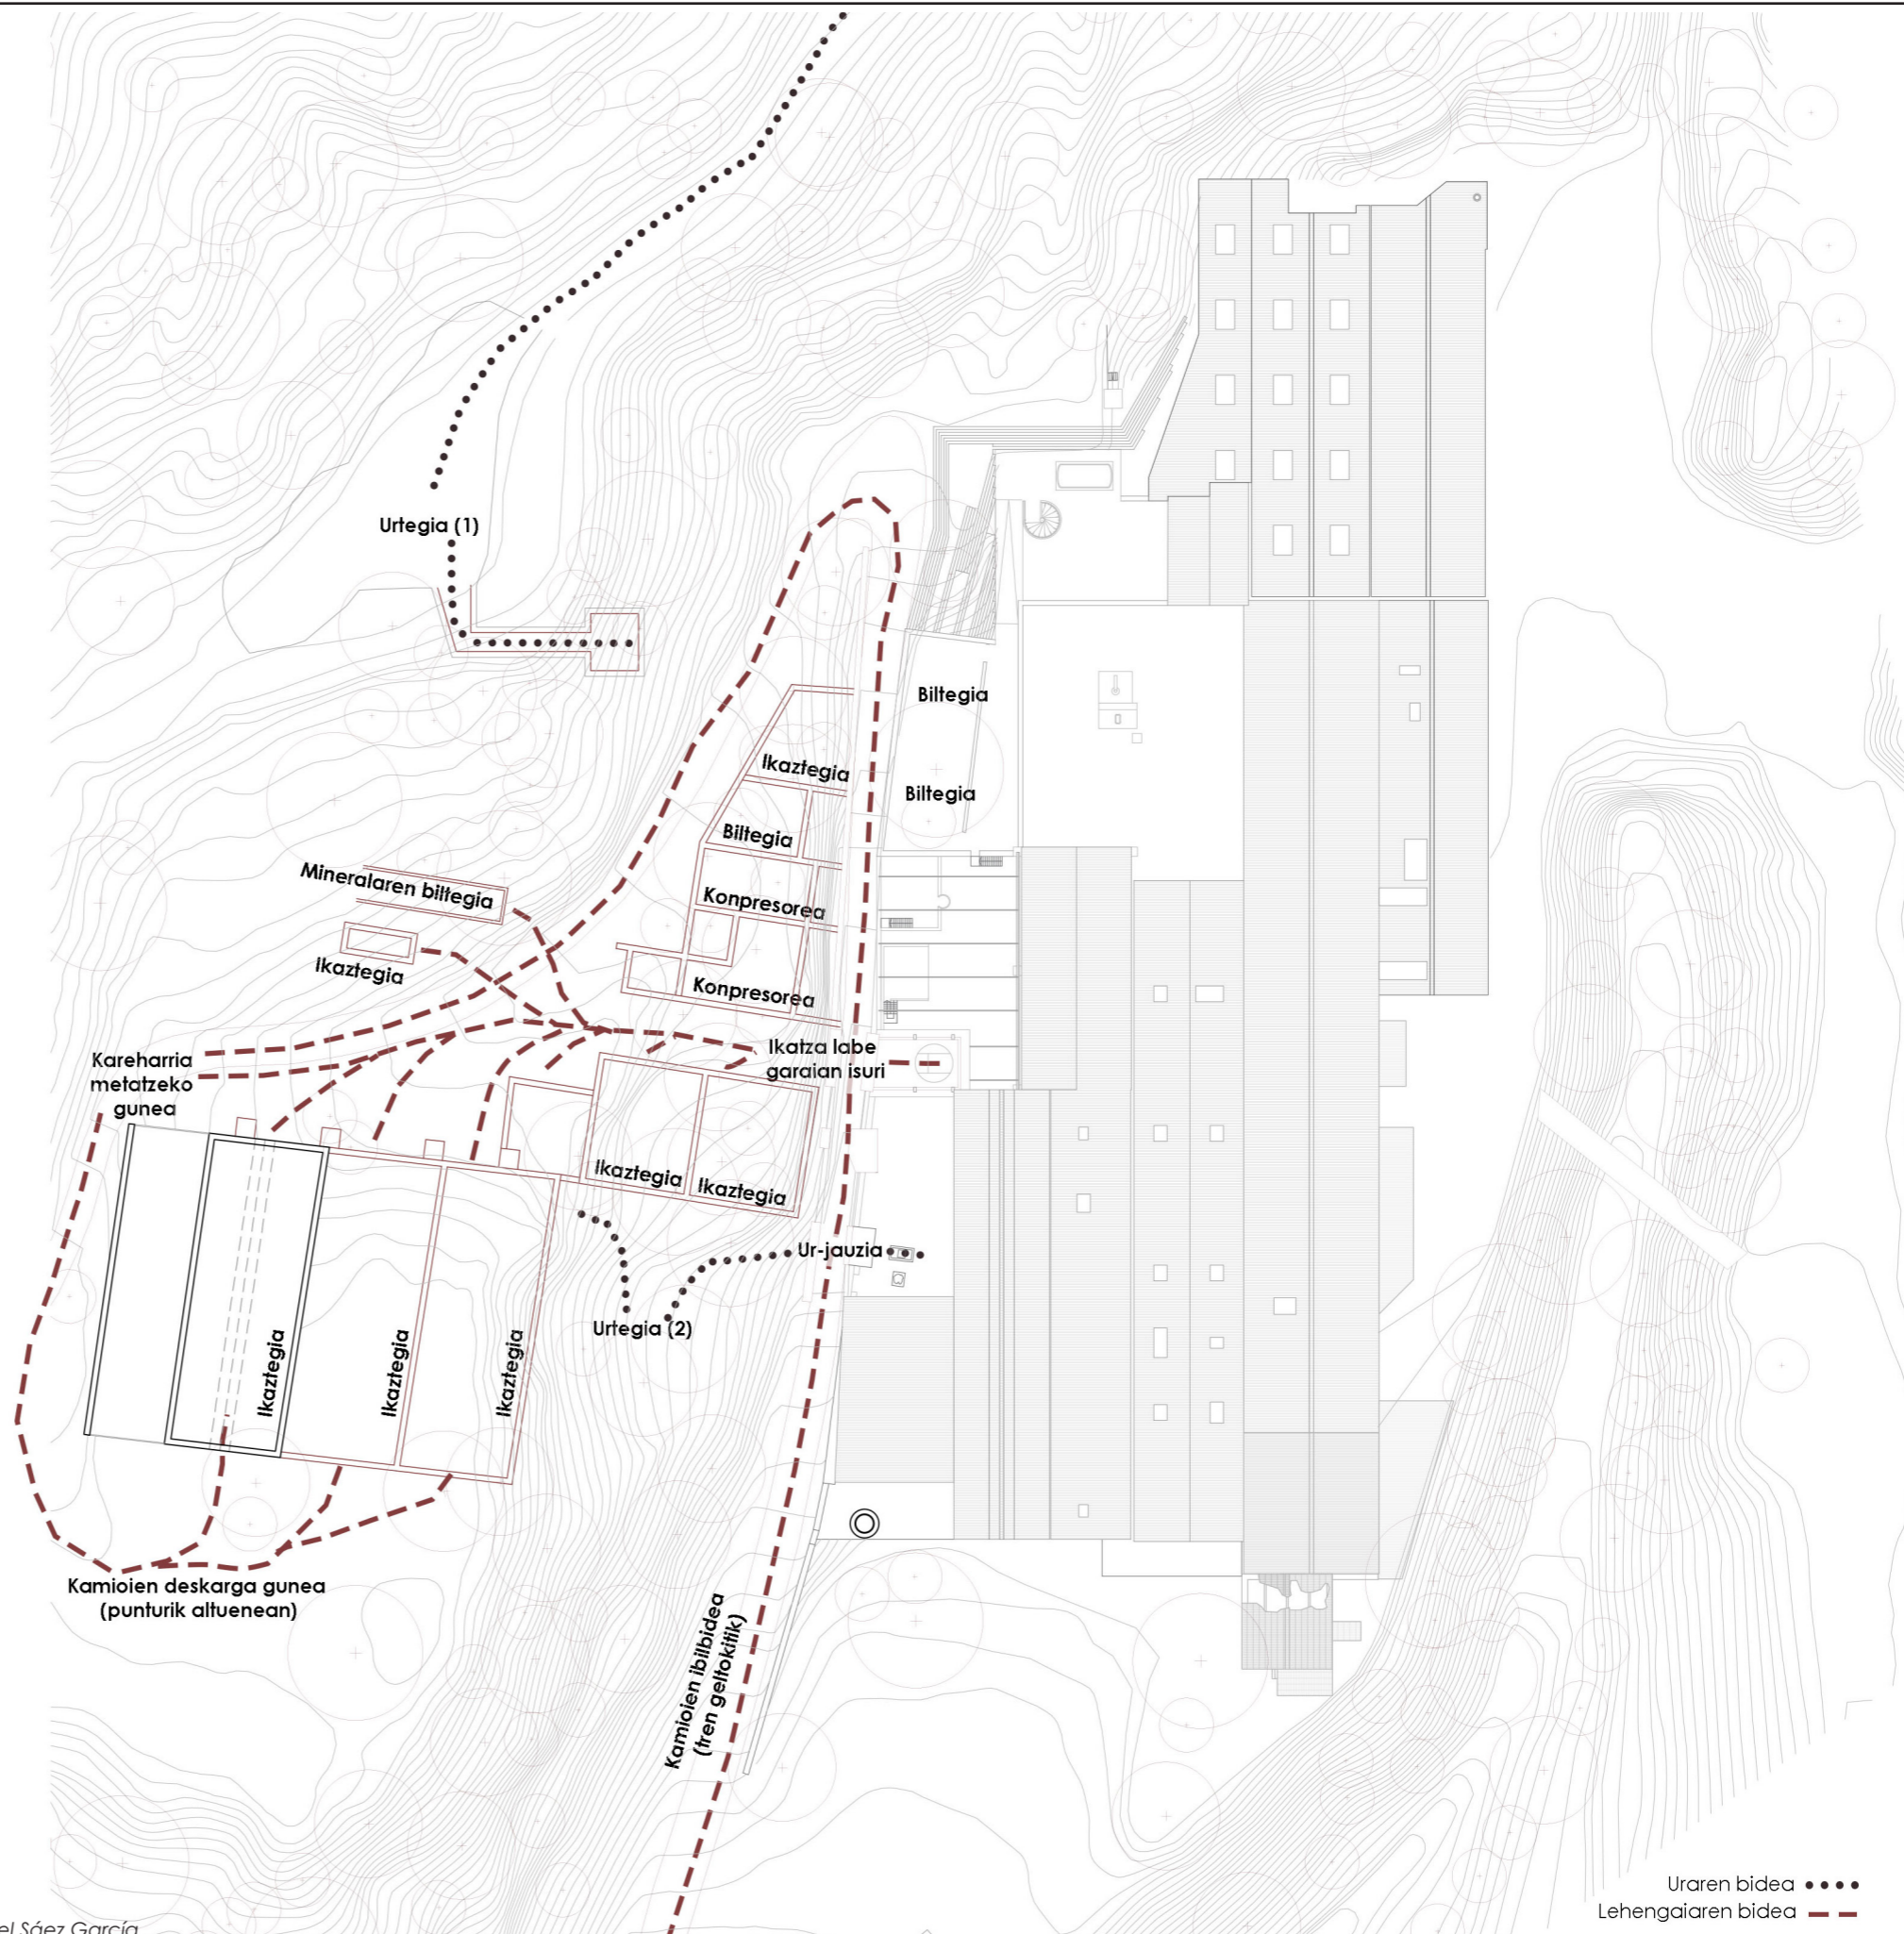 Urtegia (1)
Biltegia
Ikaztegia
Biltegia
Biltegia
Mineralaren biltegia
Konpresorea
Ikaztegia
Konpresorea
Kareharria
metatzeko
gunea
Ikatza labe
garaian isuri
Ikaztegia
Ikaztegia
Ur-jauzia
Urtegia (2)
Ikaztegia
Ikaztegia
Ikaztegia
Kamioien deskarga gunea
(punturik altuenean)
Kamioien ibilbidea
(tren geltokitik)
Uraren bidea
Lehengaiaren bidea
el Sáez García